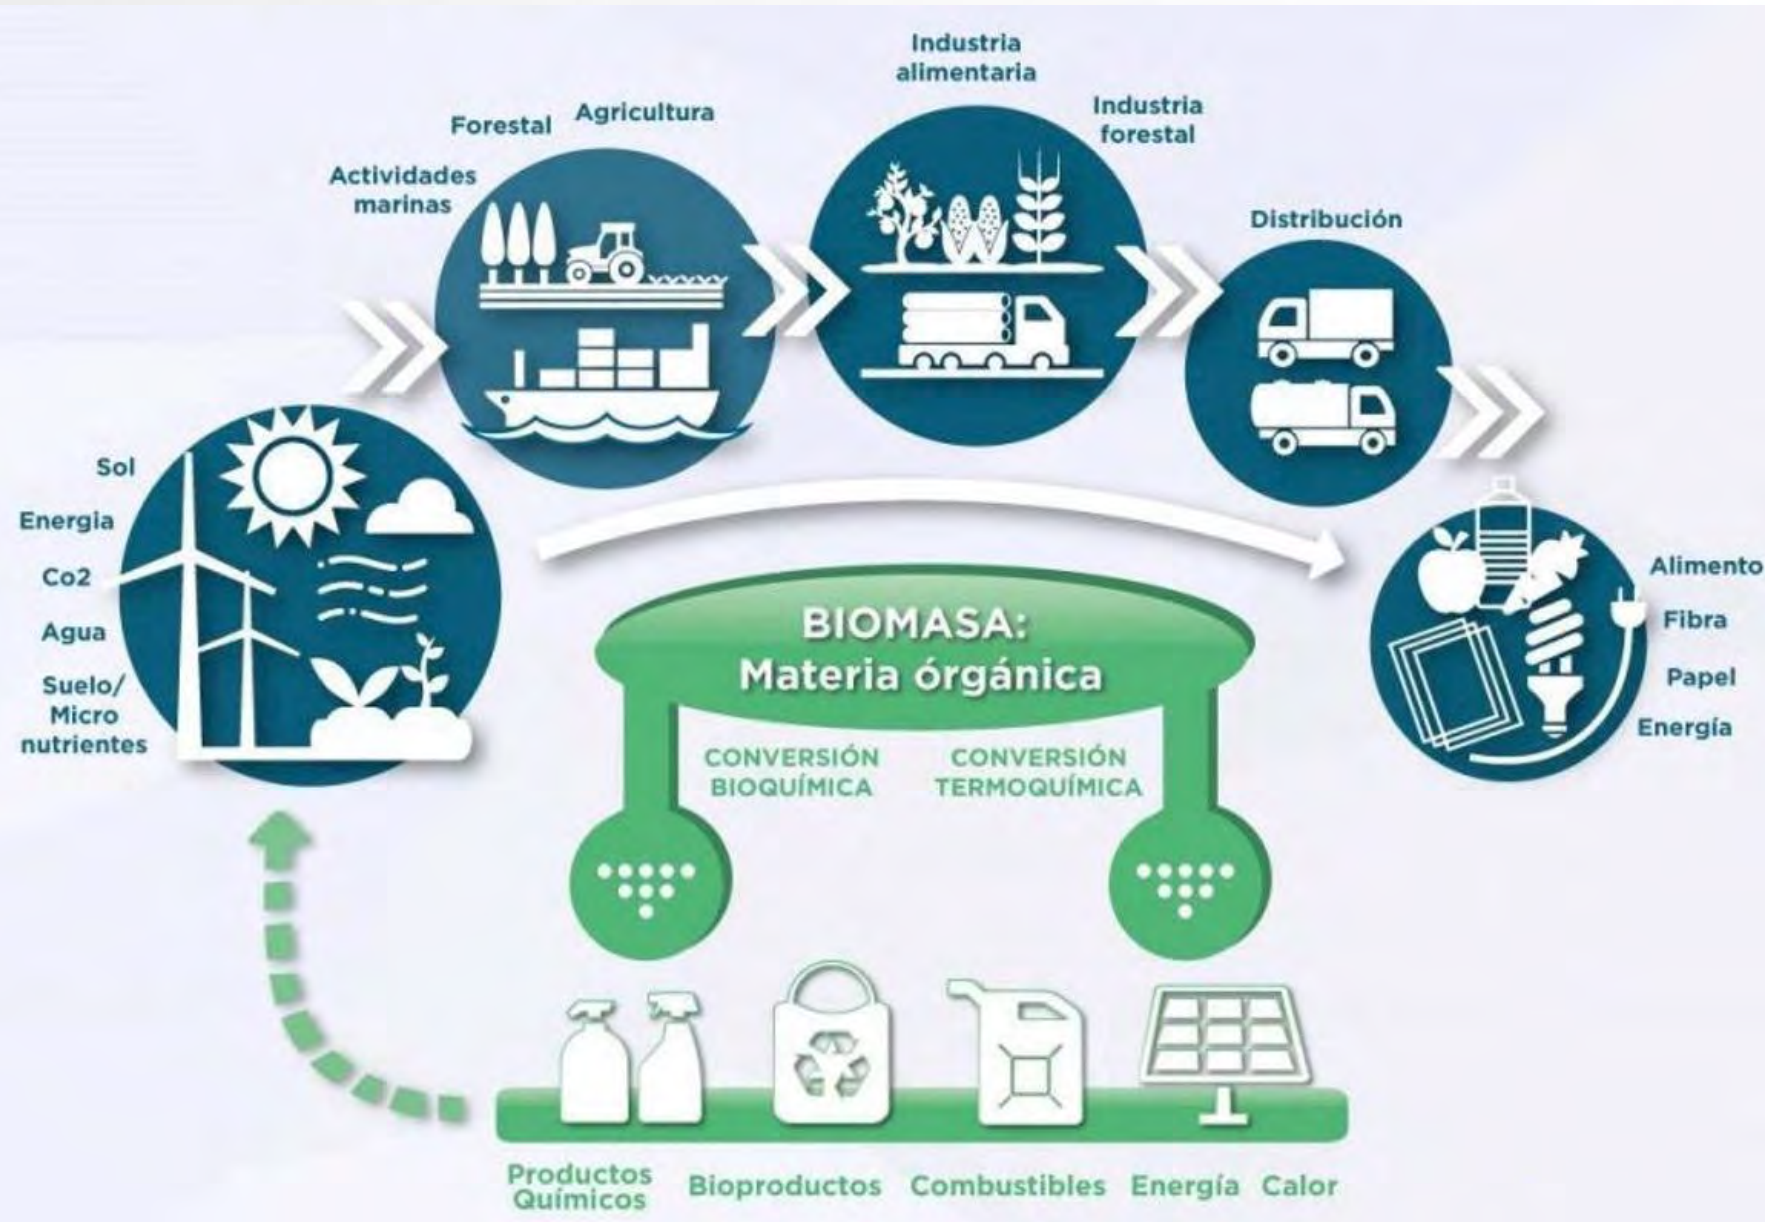 Industria
alimentaria
Industria
forestal
Forestal
Agricultura
Actividades
marinas
Distribución
Sol
Energia
Co2
Agua
Suelo/
Micro
nutrientes
Alimento
Fibra
Papel
Energía
BIOMASA:
Materia órgánica
CONVERSIÓN
BIOQUÍMICA
CONVERSIÓN
TERMOQUÍMICA
Productos
Químicos
Bioproductos
Combustibles
Energía
Calor